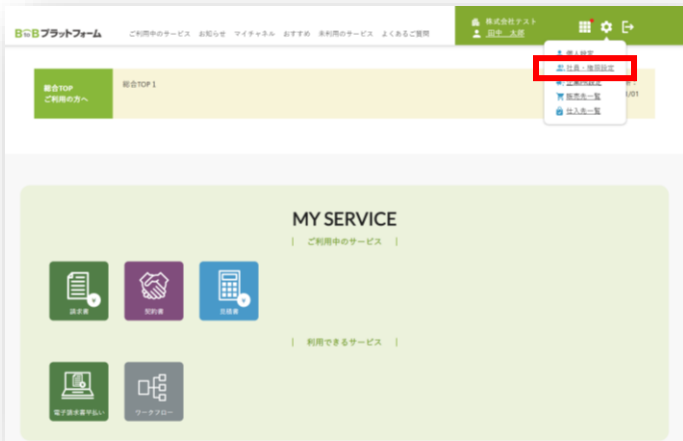 BtoBプラットフォーム
ご利用中のサービス お知らせ マイチャネル おすすめ 未利用のサービス よくあるご質問
株式会社テスト
田中 太郎
個人設定
社員・権限設定
販売先一覧
仕入先一覧
/01
総合TOP
ご利用の方へ
総合TOP 1
MY SERVICE
| ご利用中のサービス |
請求書
契約書
見積書
| 利用できるサービス |
電子請求書早払い
ワークフロー